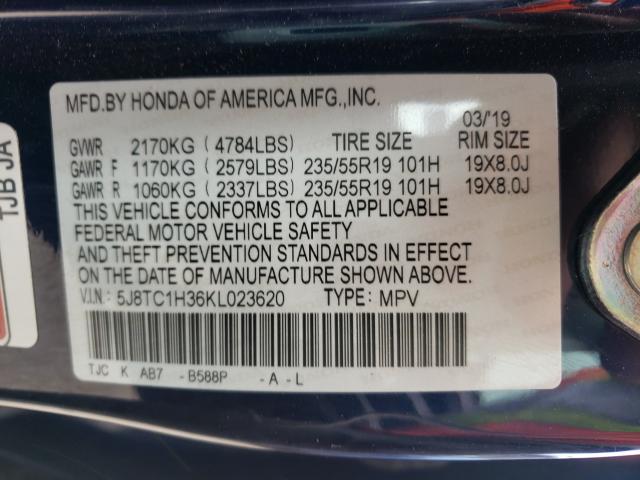 MFD.BY HONDA OF AMERICA MFG.,INC.
03/'19
GVWR 2170KG ( 4784LBS) TIRE SIZE RIM SIZE
GAWR F 1170KG ( 2579LBS) 235/55R19 101H 19X8.0J
GAWR R 1060KG ( 2337LBS) 235/55R19 101H 19X8.0J
THIS VEHICLE CONFORMS TO ALL APPLICABLE
FEDERAL MOTOR VEHICLE SAFETY
AND THEFT PREVENTION STANDARDS IN EFFECT
ON THE DATE OF MANUFACTURE SHOWN ABOVE.
V.I.N.: 5J8TC1H36KL023620 TYPE: MPV
TJC K AB7 -B588P -A -L
TJB JA